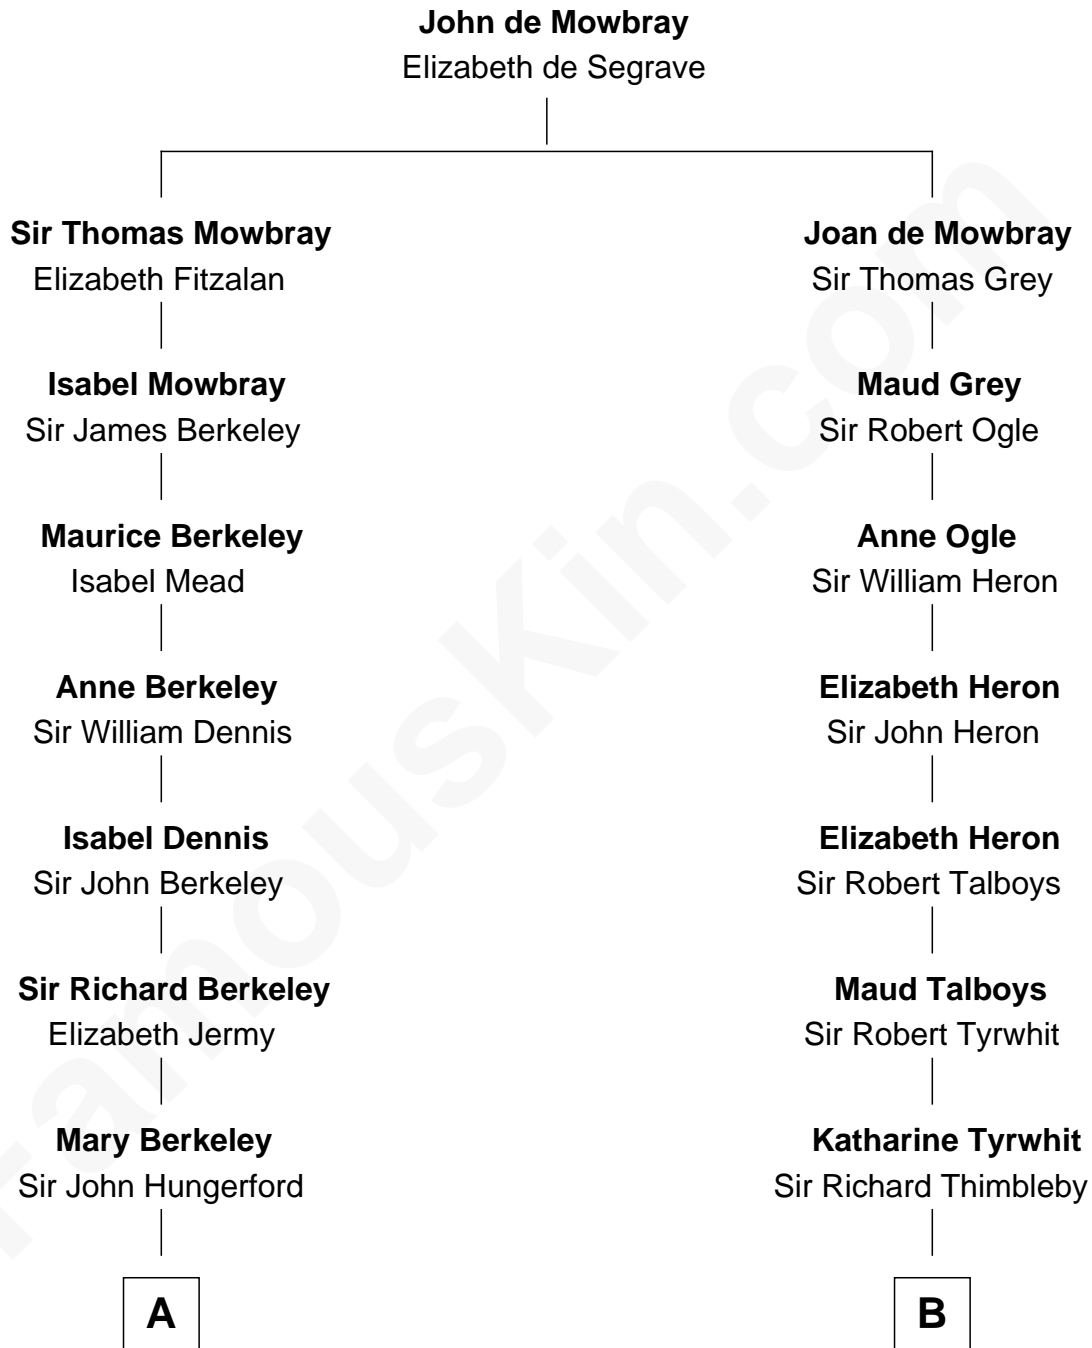 John de Mowbray
Elizabeth de Segrave
Sir Thomas Mowbray
Elizabeth Fitzalan
Isabel Mowbray
Sir James Berkeley
Maurice Berkeley
Isabel Mead
Anne Berkeley
Sir William Dennis
Isabel Dennis
Sir John Berkeley
Sir Richard Berkeley
Elizabeth Jermy
Mary Berkeley
Sir John Hungerford
A
Joan de Mowbray
Sir Thomas Grey
Maud Grey
Sir Robert Ogle
Anne Ogle
Sir William Heron
Elizabeth Heron
Sir John Heron
Elizabeth Heron
Sir Robert Talboys
Maud Talboys
Sir Robert Tyrwhit
Katharine Tyrwhit
Sir Richard Thimbleby
B
FamousKin.com